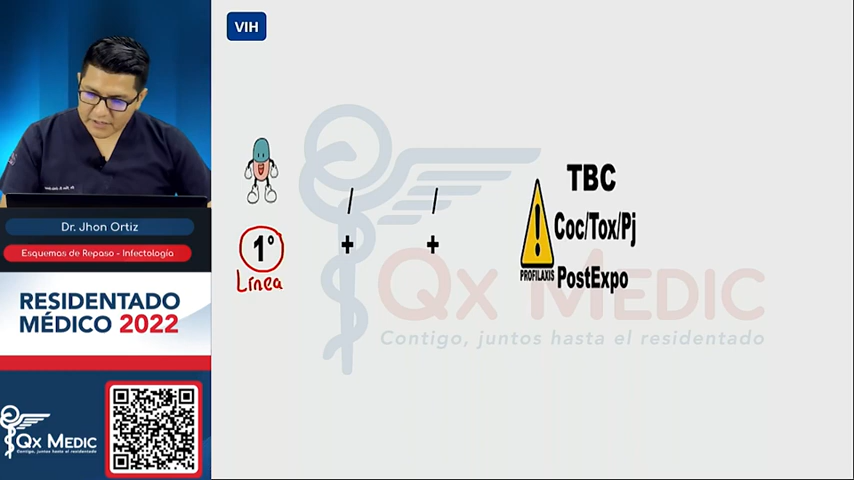 VIH
1°
Línea
/ /
+ +
TBC
Coc/Tox/Pj
PostExpo
!
PROFILAXIS
Dr. Jhon Ortiz
Esquemas de Repaso - Infectología
RESIDENTADO
MÉDICO 2022
QX MEDIC
Contigo, juntos hasta el residentado
QX MEDIC
Contigo, juntos hasta el residentado